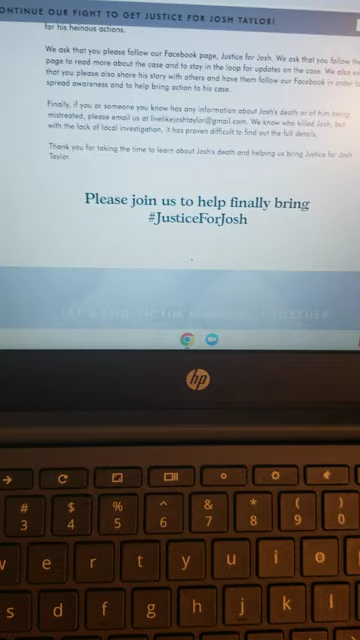 ONTINUE OUR FIGHT TO GET JUSTICE FOR JOSH TAYLOR!
for his heinous actions.
We ask that you please follow our Facebook page, Justice for Josh. We ask that you follow the
page to read more about the case and to stay in the loop for updates on the case. We also as
that you please also share his story with others and have them follow our Facebook in order to
spread awareness and to help bring action to his case.
Finally, if you or someone you know has any information about Josh's death or of him being
mistreated, please email us at livelikejoshtaylor@gmail.com. We know who killed Josh, but
with the lack of local investigation, it has proven difficult to find out the full details.
Thank you for taking the time to learn about Josh's death and helping us bring Justice for Josh
Taylor.
Please join us to help finally bring
#JusticeForJosh
TOGETHER
hp
# $ % ^ & * ( )
3 4 5 6 7 8 9 0
e r t y u i o
s d f g h j k l